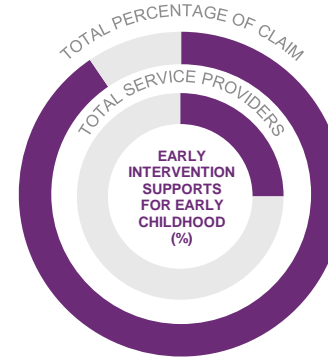 TOTAL PERCENTAGE OF CLAIM
TOTAL SERVICE PROVIDERS
EARLY
INTERVENTION
SUPPORTS
FOR EARLY
CHILDHOOD
(%)